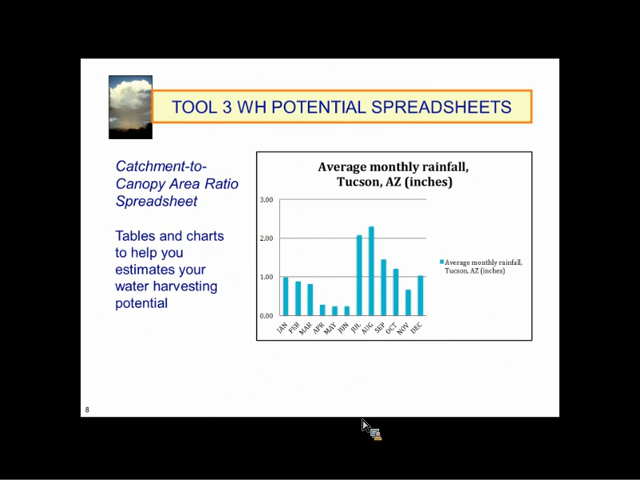 TOOL 3 WH POTENTIAL SPREADSHEETS
Catchment-to-
Canopy Area Ratio
Spreadsheet
Tables and charts
to help you
estimates your
water harvesting
potential
Average monthly rainfall,
Tucson, AZ (inches)
3.00
2.00
1.00
0.00
JAN FEB MAR APR MAY JUN JUL AUG SEP OCT NOV DEC
Average monthly rainfall,
Tucson, AZ (inches)
8